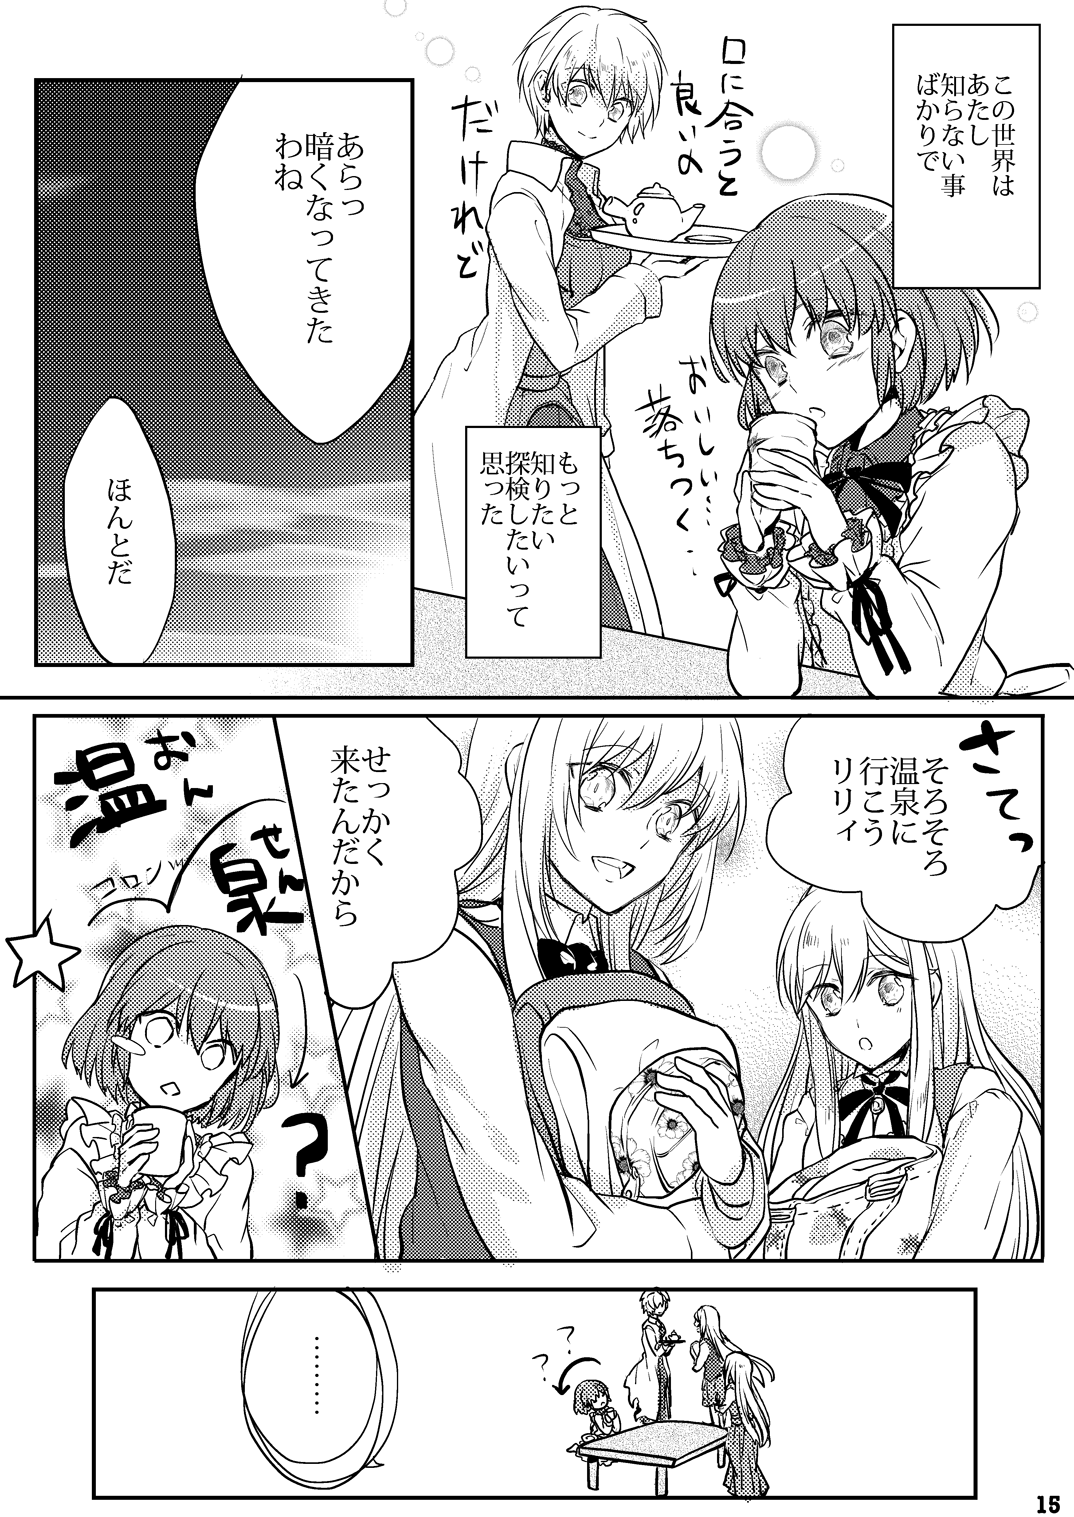 この世界は
あたし
知らない事
ばかりで
口に合うと
良いの
だけれど
おいしい…
落ちつく…
もっと
知りたい
探検したいって
思った
あらっ
暗くなってきた
わね
ほんとだ
さてっ
そろそろ
温泉に
行こう
リリィ
せっかく
来たんだから
おん
せん
温
泉
コロンッ
?
?
?
………
15